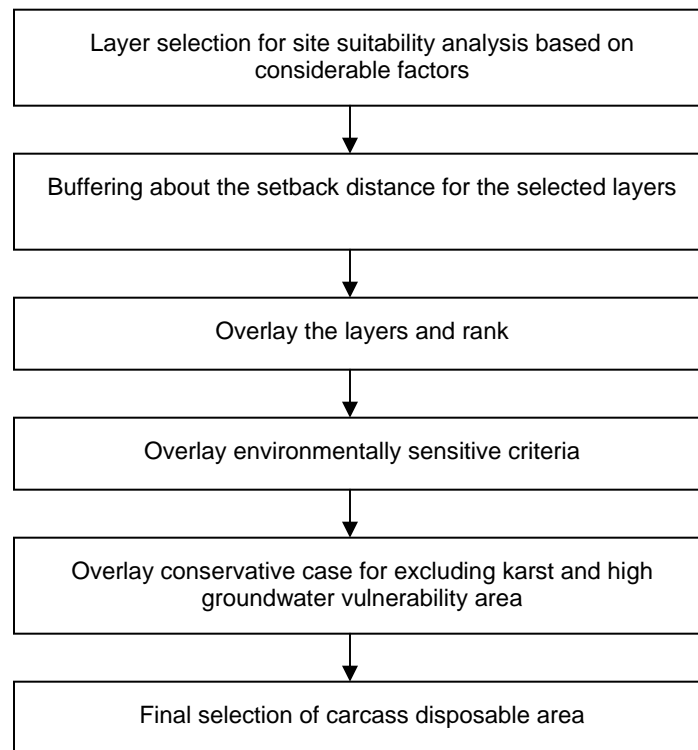 Layer selection for site suitability analysis based on
considerable factors
Buffering about the setback distance for the selected layers
Overlay the layers and rank
Overlay environmentally sensitive criteria
Overlay conservative case for excluding karst and high
groundwater vulnerability area
Final selection of carcass disposable area